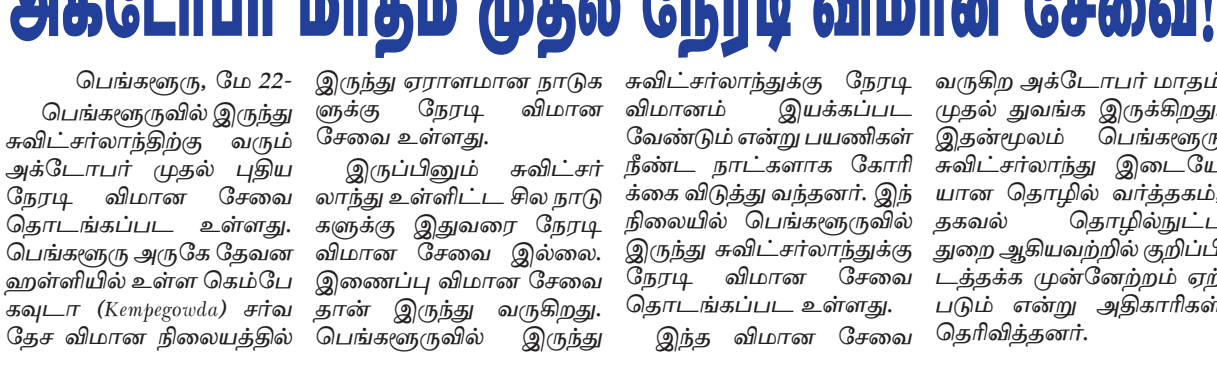 அக்டோபர் மாதம் முதல் நேரடி விமான சேவை!
பெங்களூரு, மே 22-
பெங்களூருவில் இருந்து
சுவிட்சர்லாந்திற்கு வரும்
அக்டோபர் முதல் புதிய
நேரடி விமான சேவை
தொடங்கப்பட உள்ளது.
பெங்களூரு அருகே தேவன
ஹள்ளியில் உள்ள கெம்பே
கவுடா (Kempegowda) சர்வ
தேச விமான நிலையத்தில்
இருந்து ஏராளமான நாடுக
ளுக்கு நேரடி விமான
சேவை உள்ளது.
இருப்பினும் சுவிட்சர்
லாந்து உள்ளிட்ட சில நாடு
களுக்கு இதுவரை நேரடி
விமான சேவை இல்லை.
இணைப்பு விமான சேவை
தான் இருந்து வருகிறது.
பெங்களூருவில் இருந்து
சுவிட்சர்லாந்துக்கு நேரடி
விமானம் இயக்கப்பட
வேண்டும் என்று பயணிகள்
நீண்ட நாட்களாக கோரி
க்கை விடுத்து வந்தனர். இந்
நிலையில் பெங்களூருவில்
இருந்து சுவிட்சர்லாந்துக்கு
நேரடி விமான சேவை
தொடங்கப்பட உள்ளது.
இந்த விமான சேவை
வருகிற அக்டோபர் மாதம்
முதல் துவங்க இருக்கிறது.
இதன்மூலம் பெங்களூரு
சுவிட்சர்லாந்து இடையே
யான தொழில் வர்த்தகம்,
தகவல் தொழில்நுட்ப
துறை ஆகியவற்றில் குறிப்பி
டத்தக்க முன்னேற்றம் ஏற்
படும் என்று அதிகாரிகள்
தெரிவித்தனர்.